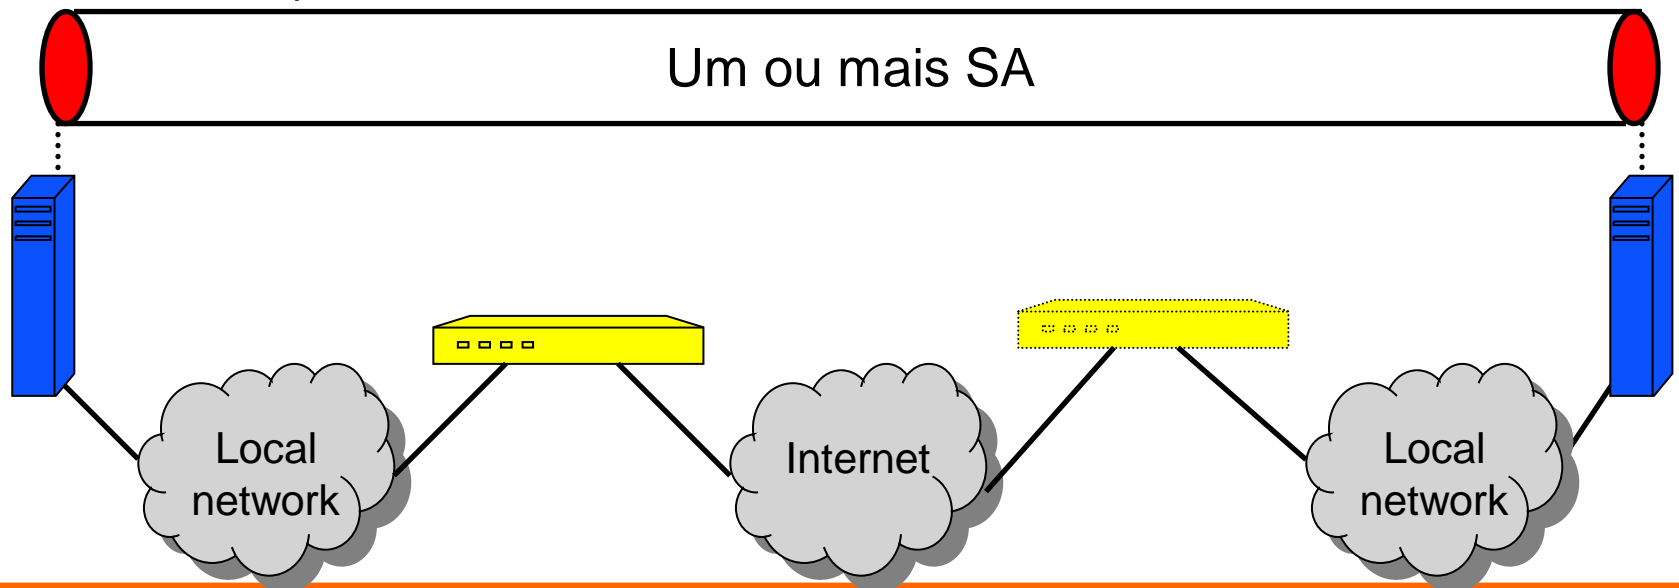 Um ou mais SA
Local
network
Internet
Local
network